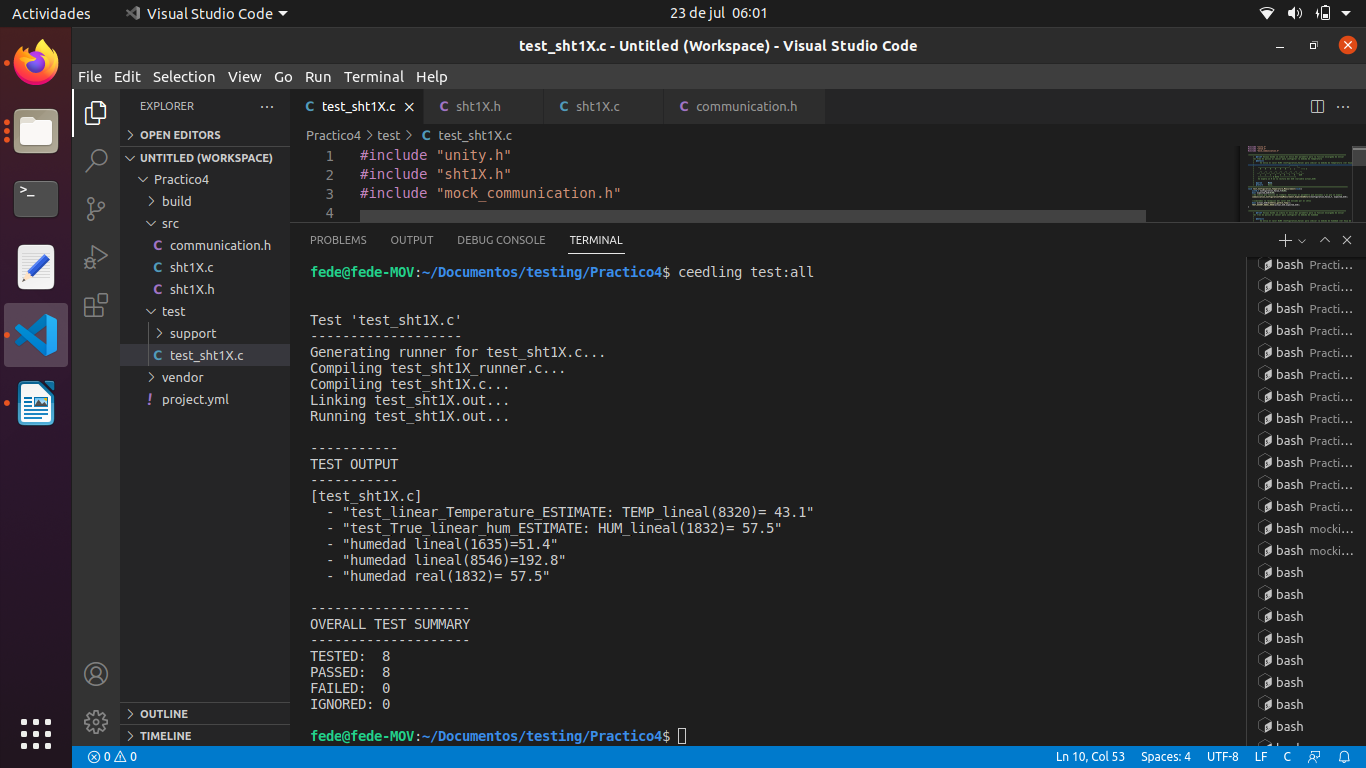 Actividades
Visual Studio Code
23 de jul 06:01
test_sht1X.c - Untitled (Workspace) - Visual Studio Code
File Edit Selection View Go Run Terminal Help
EXPLORER
OPEN EDITORS
UNTITLED (WORKSPACE)
Practico4
build
src
C communication.h
C sht1X.c
C sht1X.h
test
support
C test_sht1X.c
vendor
! project.yml
OUTLINE
TIMELINE
C test_sht1X.c
C sht1X.h
C sht1X.c
C communication.h
Practico4 > test > C test_sht1X.c
1 #include "unity.h"
2 #include "sht1X.h"
3 #include "mock_communication.h"
4
PROBLEMS OUTPUT DEBUG CONSOLE TERMINAL
fede@fede-MOV:~/Documentos/testing/Practico4$ ceedling test:all
Test 'test_sht1X.c'
-------------------
Generating runner for test_sht1X.c...
Compiling test_sht1X_runner.c...
Compiling test_sht1X.c...
Linking test_sht1X.out...
Running test_sht1X.out...
-----------
TEST OUTPUT
-----------
[test_sht1X.c]
- "test_linear_Temperature_ESTIMATE: TEMP_lineal(8320)= 43.1"
- "test_True_linear_hum_ESTIMATE: HUM_lineal(1832)= 57.5"
- "humedad lineal(1635)=51.4"
- "humedad lineal(8546)=192.8"
- "humedad real(1832)= 57.5"
--------------------
OVERALL TEST SUMMARY
--------------------
TESTED: 8
PASSED: 8
FAILED: 0
IGNORED: 0
fede@fede-MOV:~/Documentos/testing/Practico4$
bash Practi...
bash Practi...
bash Practi...
bash Practi...
bash Practi...
bash Practi...
bash Practi...
bash Practi...
bash Practi...
bash Practi...
bash Practi...
bash Practi...
bash mocki...
bash mocki...
bash
bash
bash
bash
bash
bash
bash
bash
0 0
Ln 10, Col 53 Spaces: 4 UTF-8 LF C